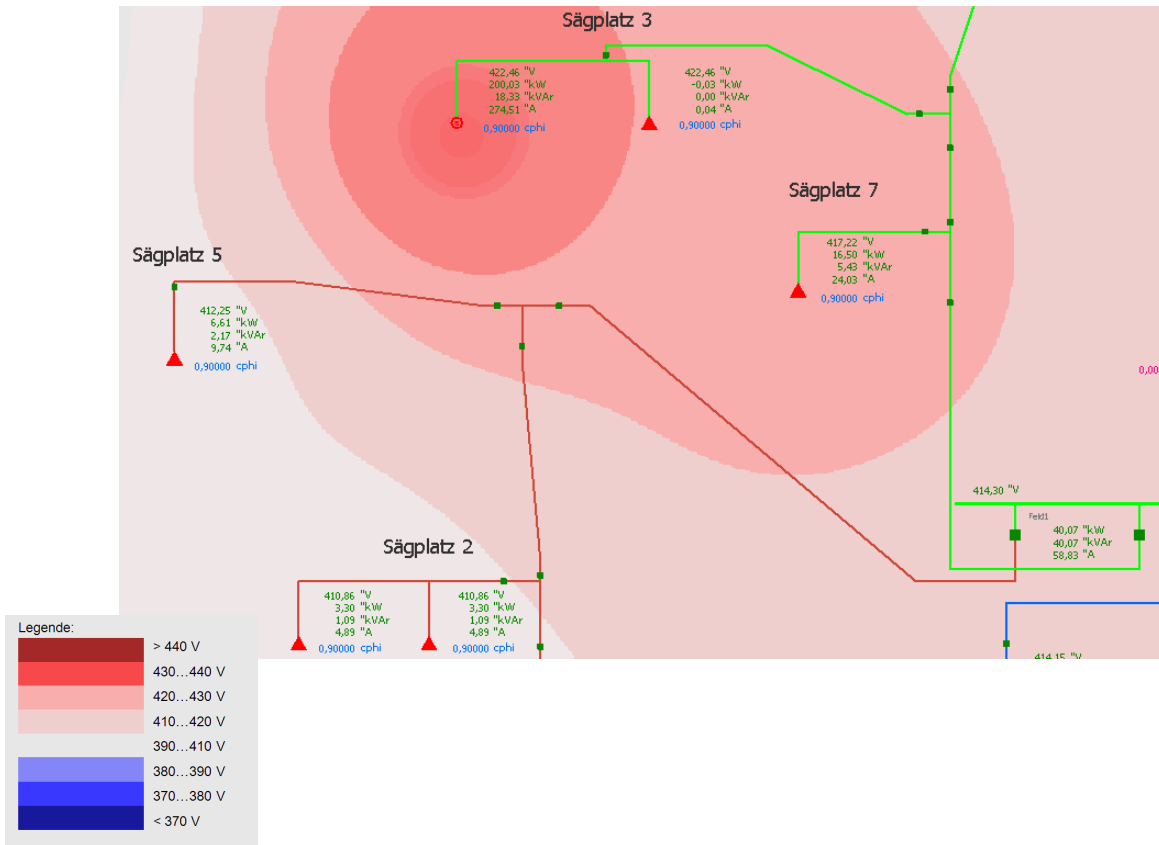 Sägplatz 3
422,46 "V
200,03 "kW
18,33 "kVAr
274,51 "A
0,90000 cphi
422,46 "V
-0,03 "kW
0,00 "kVAr
0,04 "A
0,90000 cphi
Sägplatz 7
417,22 "V
16,50 "kW
5,43 "kVAr
24,03 "A
0,90000 cphi
Sägplatz 5
412,25 "V
6,61 "kW
2,17 "kVAr
9,74 "A
0,90000 cphi
0,00
414,30 "V
Feld1
40,07 "kW
40,07 "kVAr
58,83 "A
Sägplatz 2
410,86 "V
3,30 "kW
1,09 "kVAr
4,89 "A
0,90000 cphi
410,86 "V
3,30 "kW
1,09 "kVAr
4,89 "A
0,90000 cphi
414,15 "V
Legende:
> 440 V
430...440 V
420...430 V
410...420 V
390...410 V
380...390 V
370...380 V
< 370 V